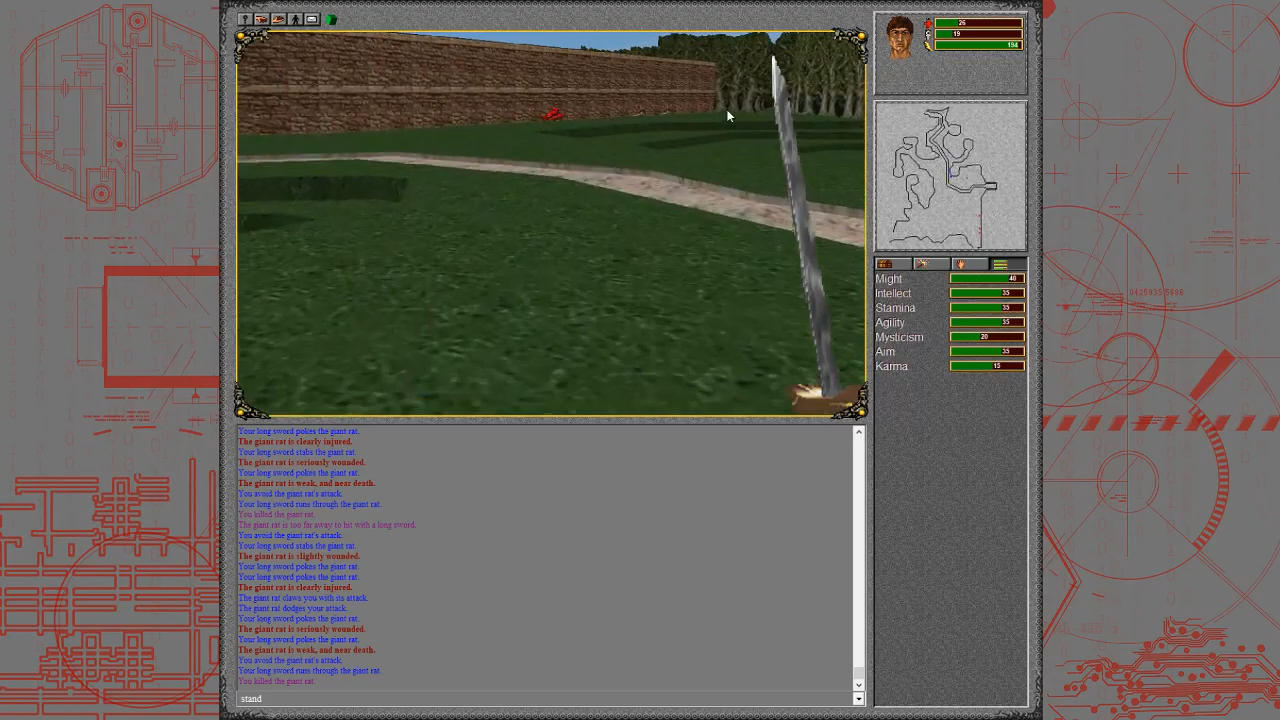 26
19
194
Might 40
Intellect 35
Stamina 35
Agility 35
Mysticism 20
Aim 35
Karma 15
Your long sword pokes the giant rat.
The giant rat is clearly injured.
Your long sword stabs the giant rat.
The giant rat is seriously wounded.
Your long sword pokes the giant rat.
The giant rat is weak, and near death.
You avoid the giant rat's attack.
Your long sword runs through the giant rat.
You killed the giant rat.
The giant rat is too far away to hit with a long sword.
You avoid the giant rat's attack.
Your long sword stabs the giant rat.
The giant rat is slightly wounded.
Your long sword pokes the giant rat.
Your long sword pokes the giant rat.
The giant rat is clearly injured.
The giant rat claws you with its attack.
The giant rat dodges your attack.
Your long sword pokes the giant rat.
The giant rat is seriously wounded.
Your long sword pokes the giant rat.
The giant rat is weak, and near death.
You avoid the giant rat's attack.
Your long sword runs through the giant rat.
You killed the giant rat.
stand